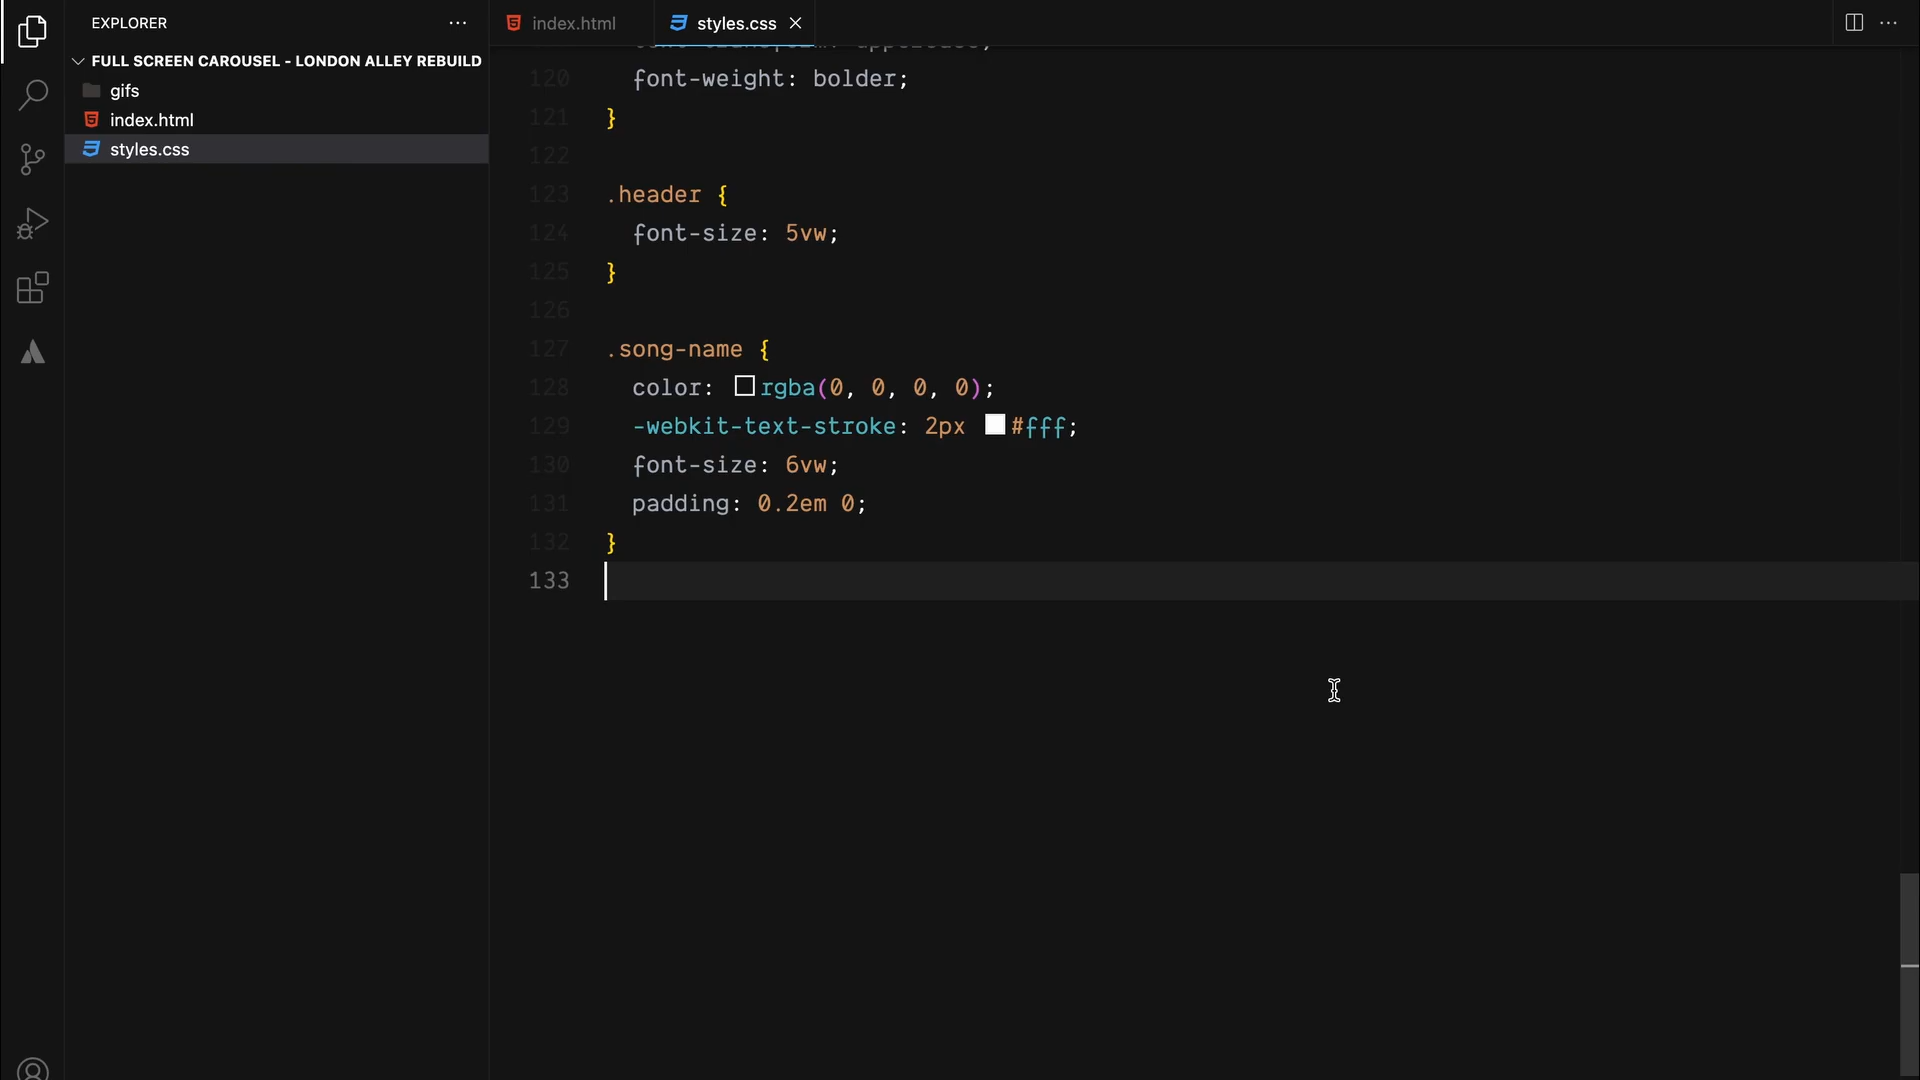 EXPLORER
FULL SCREEN CAROUSEL - LONDON ALLEY REBUILD
gifs
index.html
styles.css
index.html
styles.css
120 font-weight: bolder;
121 }
122
123 .header {
124 font-size: 5vw;
125 }
126
127 .song-name {
128 color: rgba(0, 0, 0, 0);
129 -webkit-text-stroke: 2px #fff;
130 font-size: 6vw;
131 padding: 0.2em 0;
132 }
133